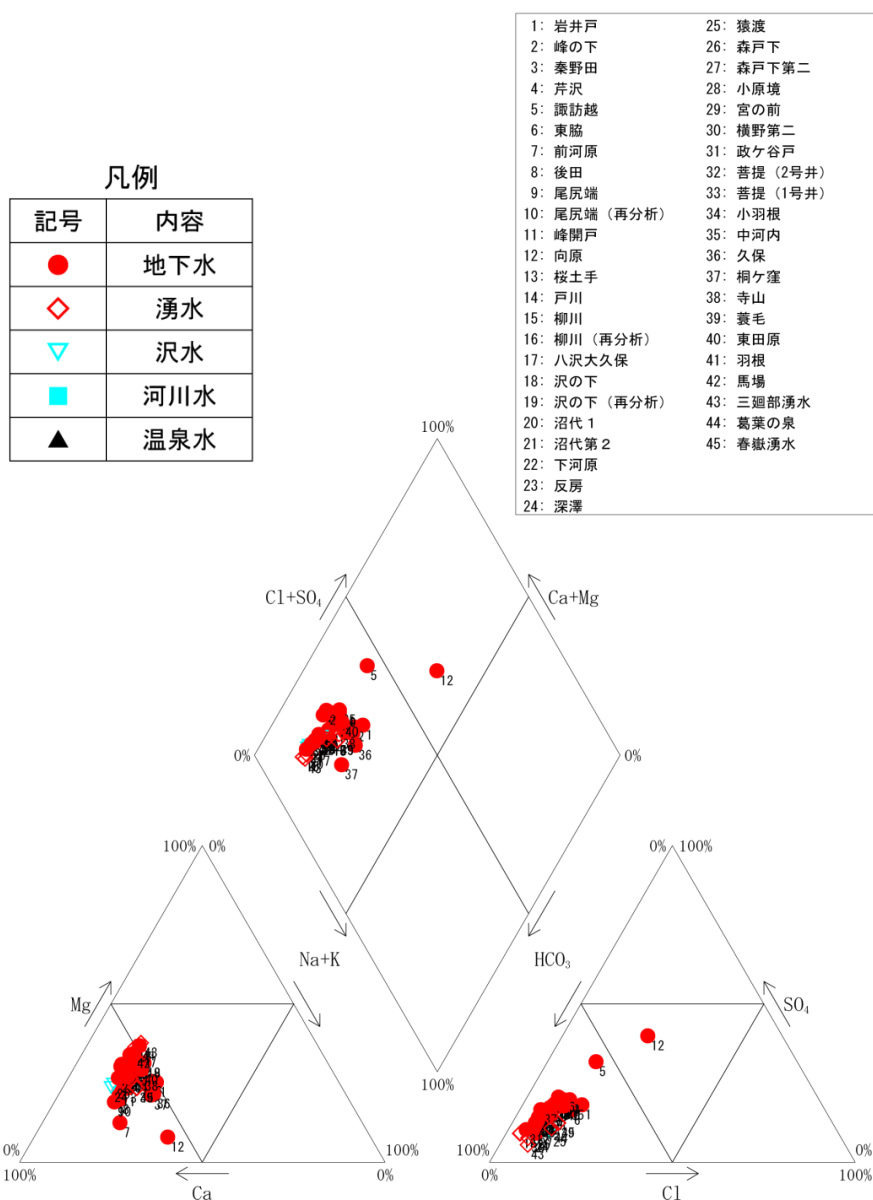 1: 岩井戸
2: 峰の下
3: 秦野田
4: 芹沢
5: 諏訪越
6: 東脇
7: 前河原
8: 後田
9: 尾尻端
10: 尾尻端（再分析）
11: 峰開戸
12: 向原
13: 桜土手
14: 戸川
15: 柳川
16: 柳川（再分析）
17: 八沢大久保
18: 沢の下
19: 沢の下（再分析）
20: 沼代１
21: 沼代第２
22: 下河原
23: 反房
24: 深澤
25: 猿渡
26: 森戸下
27: 森戸下第二
28: 小原境
29: 宮の前
30: 横野第二
31: 政ケ谷戸
32: 菩提（2号井）
33: 菩提（1号井）
34: 小羽根
35: 中河内
36: 久保
37: 桐ケ窪
38: 寺山
39: 蓑毛
40: 東田原
41: 羽根
42: 馬場
43: 三廻部湧水
44: 葛葉の泉
45: 春嶽湧水
凡例
記号 内容
地下水
湧水
沢水
河川水
温泉水
100%
Cl+SO₄ Ca+Mg
5
12
0% 0%
36
37
43
100%
Na+K HCO₃
100% 0%
0% 100%
Mg
SO₄
43
36
7
12
12
5
43
0% 100% 0% 100%
100% 0% 0% 100%
Ca Cl